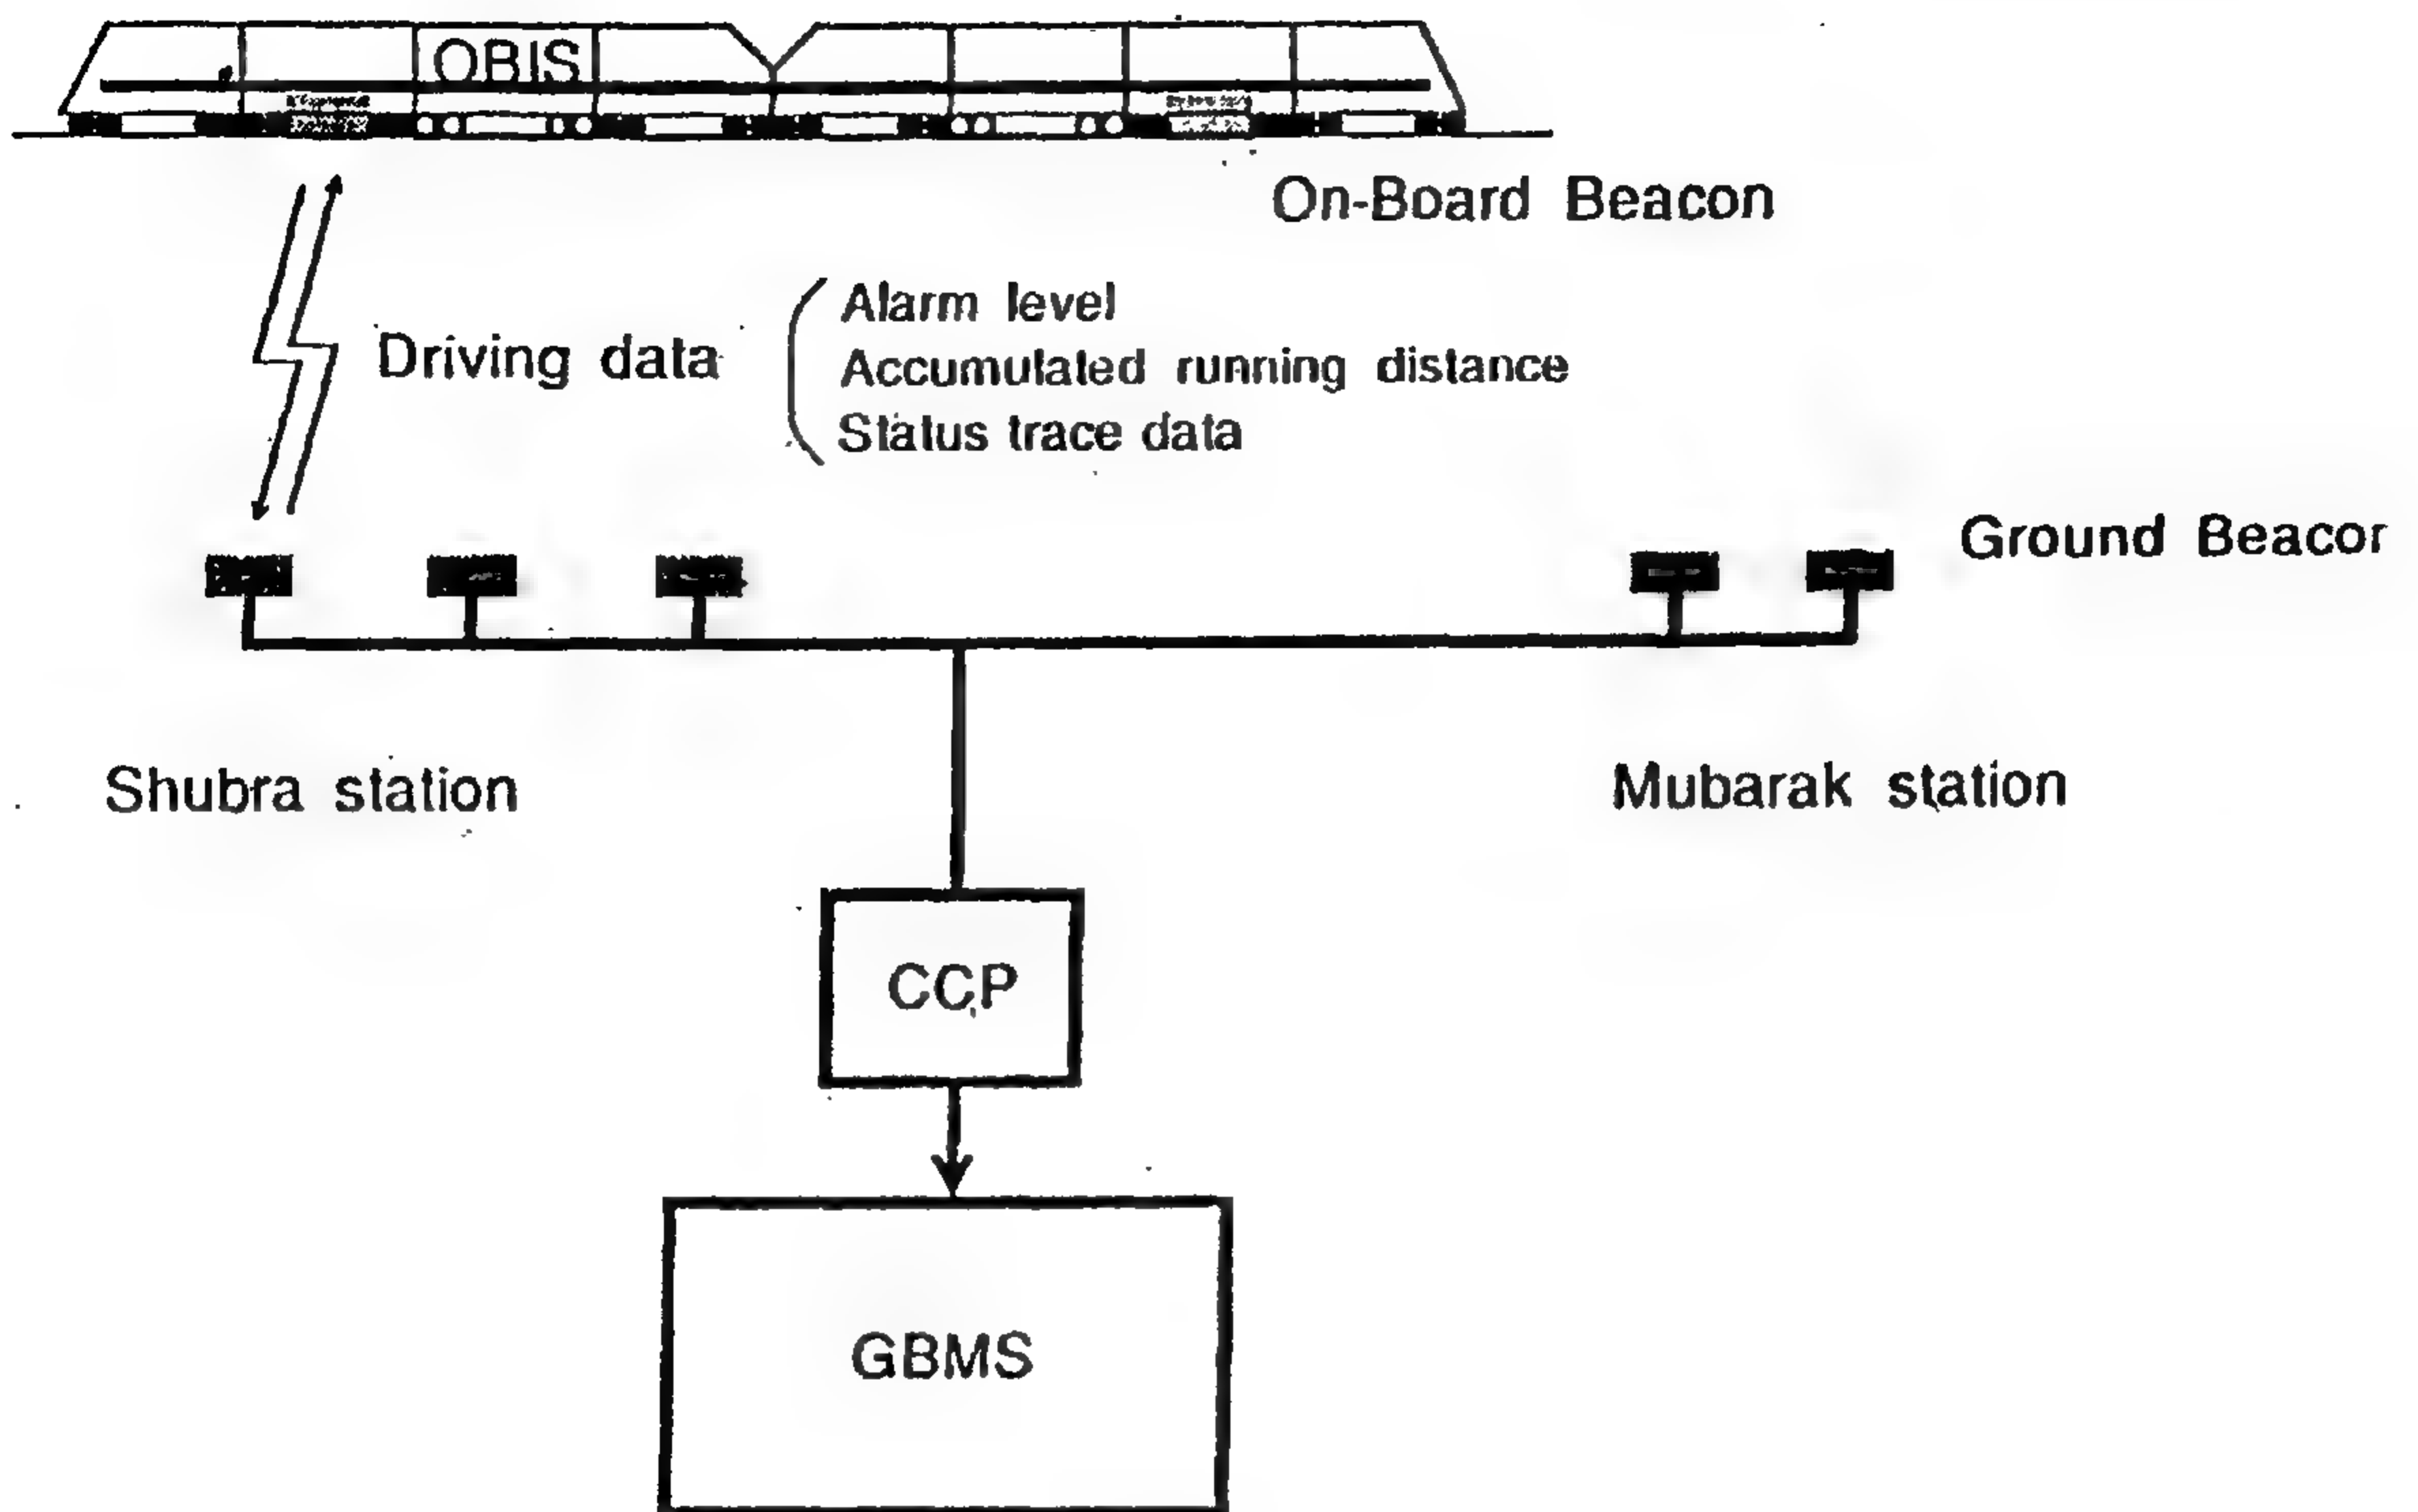 OBIS
On-Board Beacon
Driving data
Alarm level
Accumulated running distance
Status trace data
Ground Beacor
Shubra station
Mubarak station
CCP
GBMS